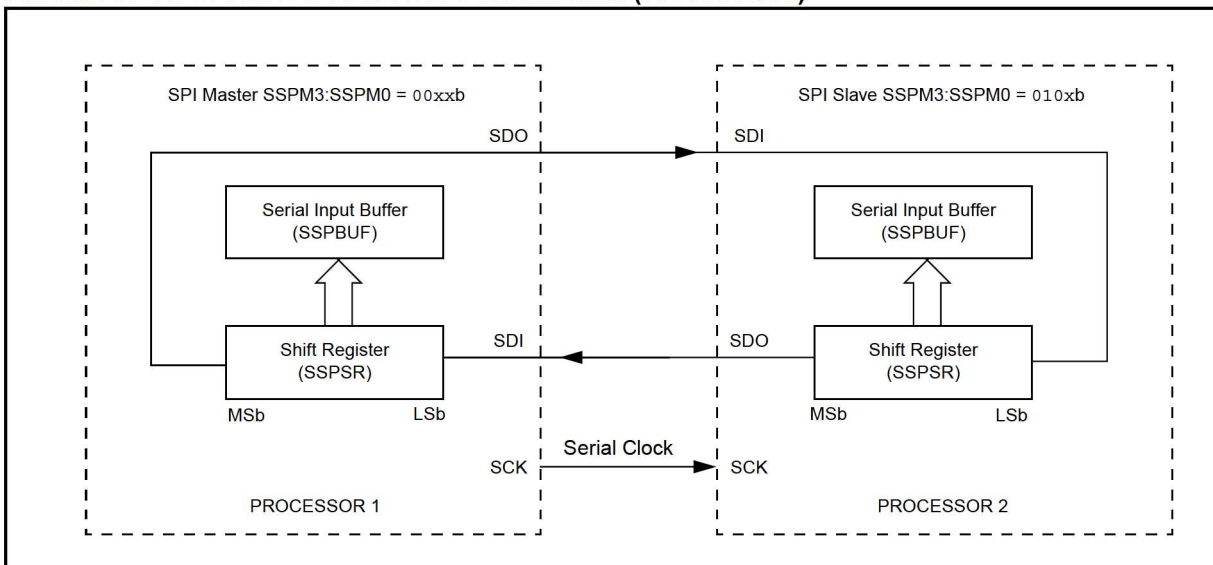 SPI Master SSPM3:SSPM0 = 00xxb
SDO
Serial Input Buffer
(SSPBUF)
Shift Register
(SSPSR)
MSb
LSb
SDI
SCK
PROCESSOR 1
Serial Clock
SPI Slave SSPM3:SSPM0 = 010xb
SDI
Serial Input Buffer
(SSPBUF)
SDO
Shift Register
(SSPSR)
MSb
LSb
SCK
PROCESSOR 2